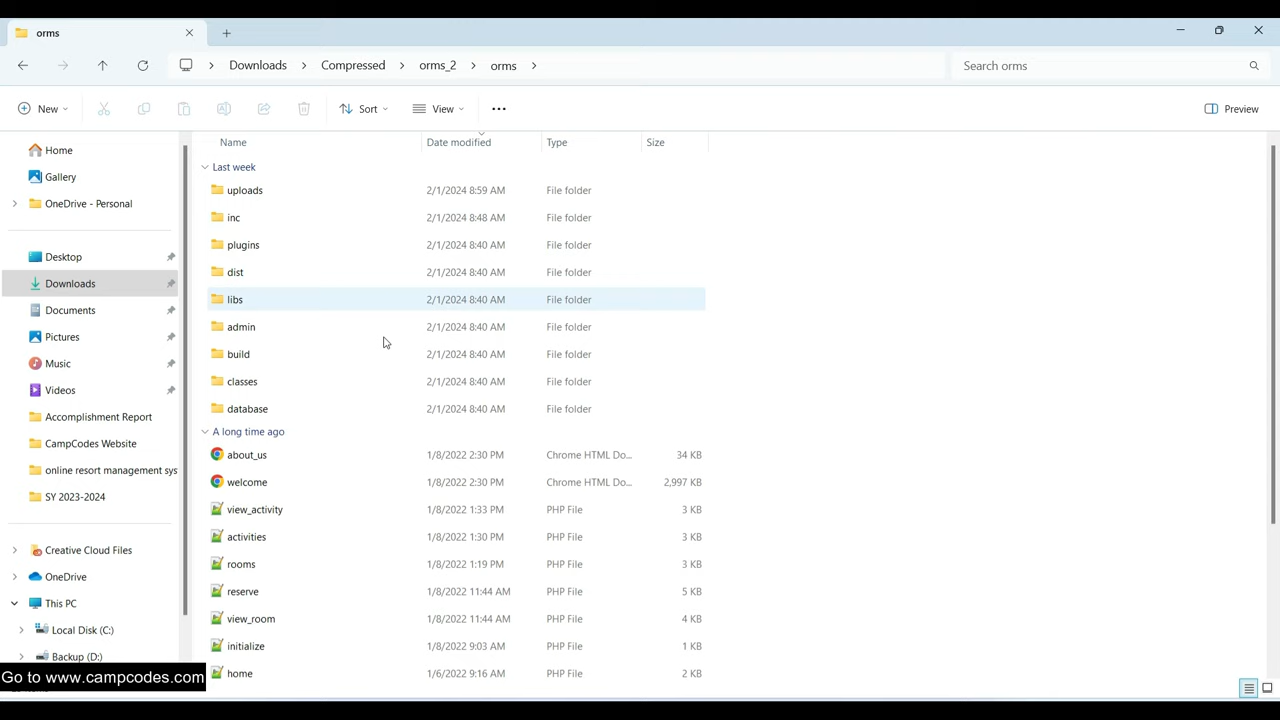 orms
Downloads Compressed orms_2 orms
Search orms
New Sort View Preview
Home
Gallery
OneDrive - Personal
Desktop
Downloads
Documents
Pictures
Music
Videos
Accomplishment Report
CampCodes Website
online resort management sys
SY 2023-2024
Creative Cloud Files
OneDrive
This PC
Local Disk (C:)
Backup (D:)
Name Date modified Type Size
Last week
uploads 2/1/2024 8:59 AM File folder
inc 2/1/2024 8:48 AM File folder
plugins 2/1/2024 8:40 AM File folder
dist 2/1/2024 8:40 AM File folder
libs 2/1/2024 8:40 AM File folder
admin 2/1/2024 8:40 AM File folder
build 2/1/2024 8:40 AM File folder
classes 2/1/2024 8:40 AM File folder
database 2/1/2024 8:40 AM File folder
A long time ago
about_us 1/8/2022 2:30 PM Chrome HTML Do... 34 KB
welcome 1/8/2022 2:30 PM Chrome HTML Do... 2,997 KB
view_activity 1/8/2022 1:33 PM PHP File 3 KB
activities 1/8/2022 1:30 PM PHP File 3 KB
rooms 1/8/2022 1:19 PM PHP File 3 KB
reserve 1/8/2022 11:44 AM PHP File 5 KB
view_room 1/8/2022 11:44 AM PHP File 4 KB
initialize 1/8/2022 9:03 AM PHP File 1 KB
home 1/6/2022 9:16 AM PHP File 2 KB
Go to www.campcodes.com